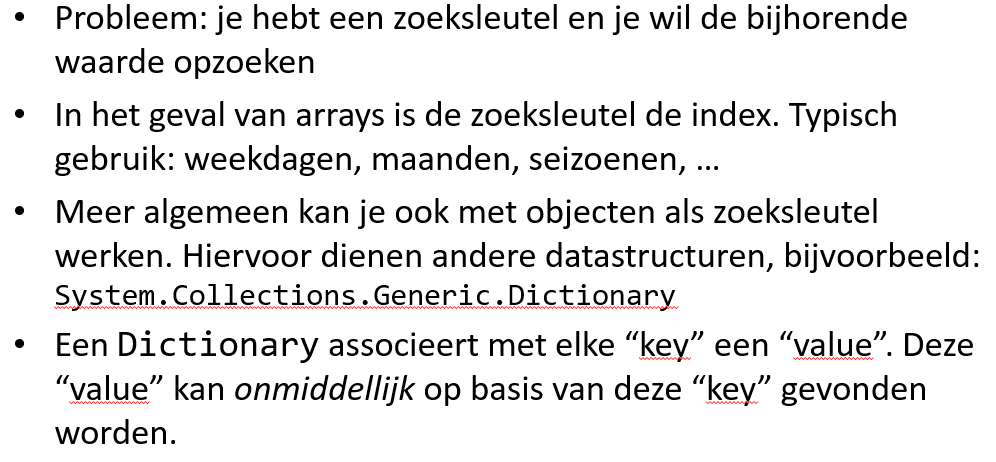 • Probleem: je hebt een zoeksleutel en je wil de bijhorende
waarde opzoeken
• In het geval van arrays is de zoeksleutel de index. Typisch
gebruik: weekdagen, maanden, seizoenen, …
• Meer algemeen kan je ook met objecten als zoeksleutel
werken. Hiervoor dienen andere datastructuren, bijvoorbeeld:
System.Collections.Generic.Dictionary
• Een Dictionary associeert met elke “key” een “value”. Deze
“value” kan onmiddellijk op basis van deze “key” gevonden
worden.